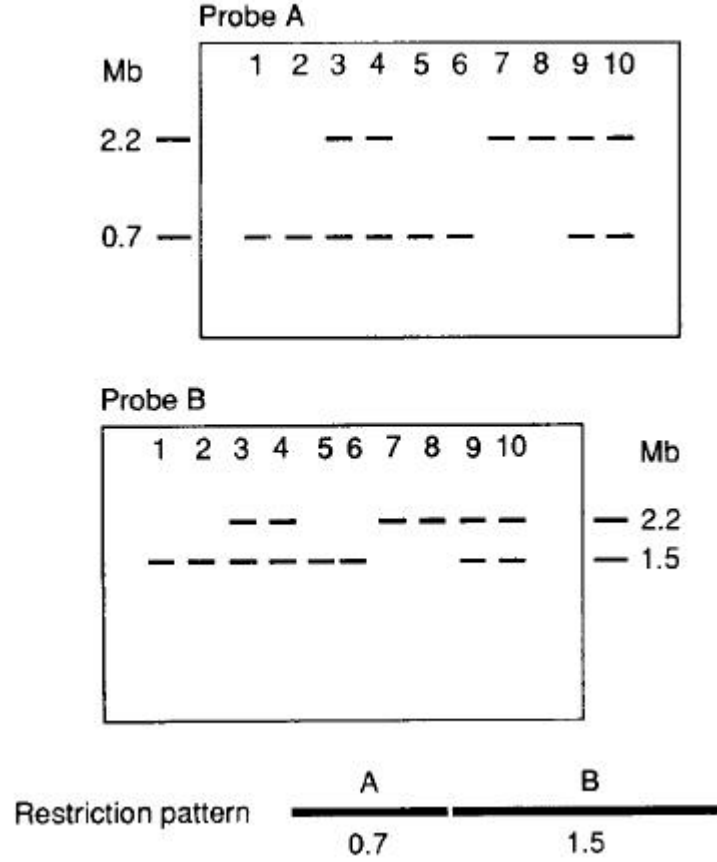 Probe A
Mb 1 2 3 4 5 6 7 8 9 10
2.2
0.7
Probe B
1 2 3 4 5 6 7 8 9 10 Mb
2.2
1.5
A B
Restriction pattern
0.7 1.5